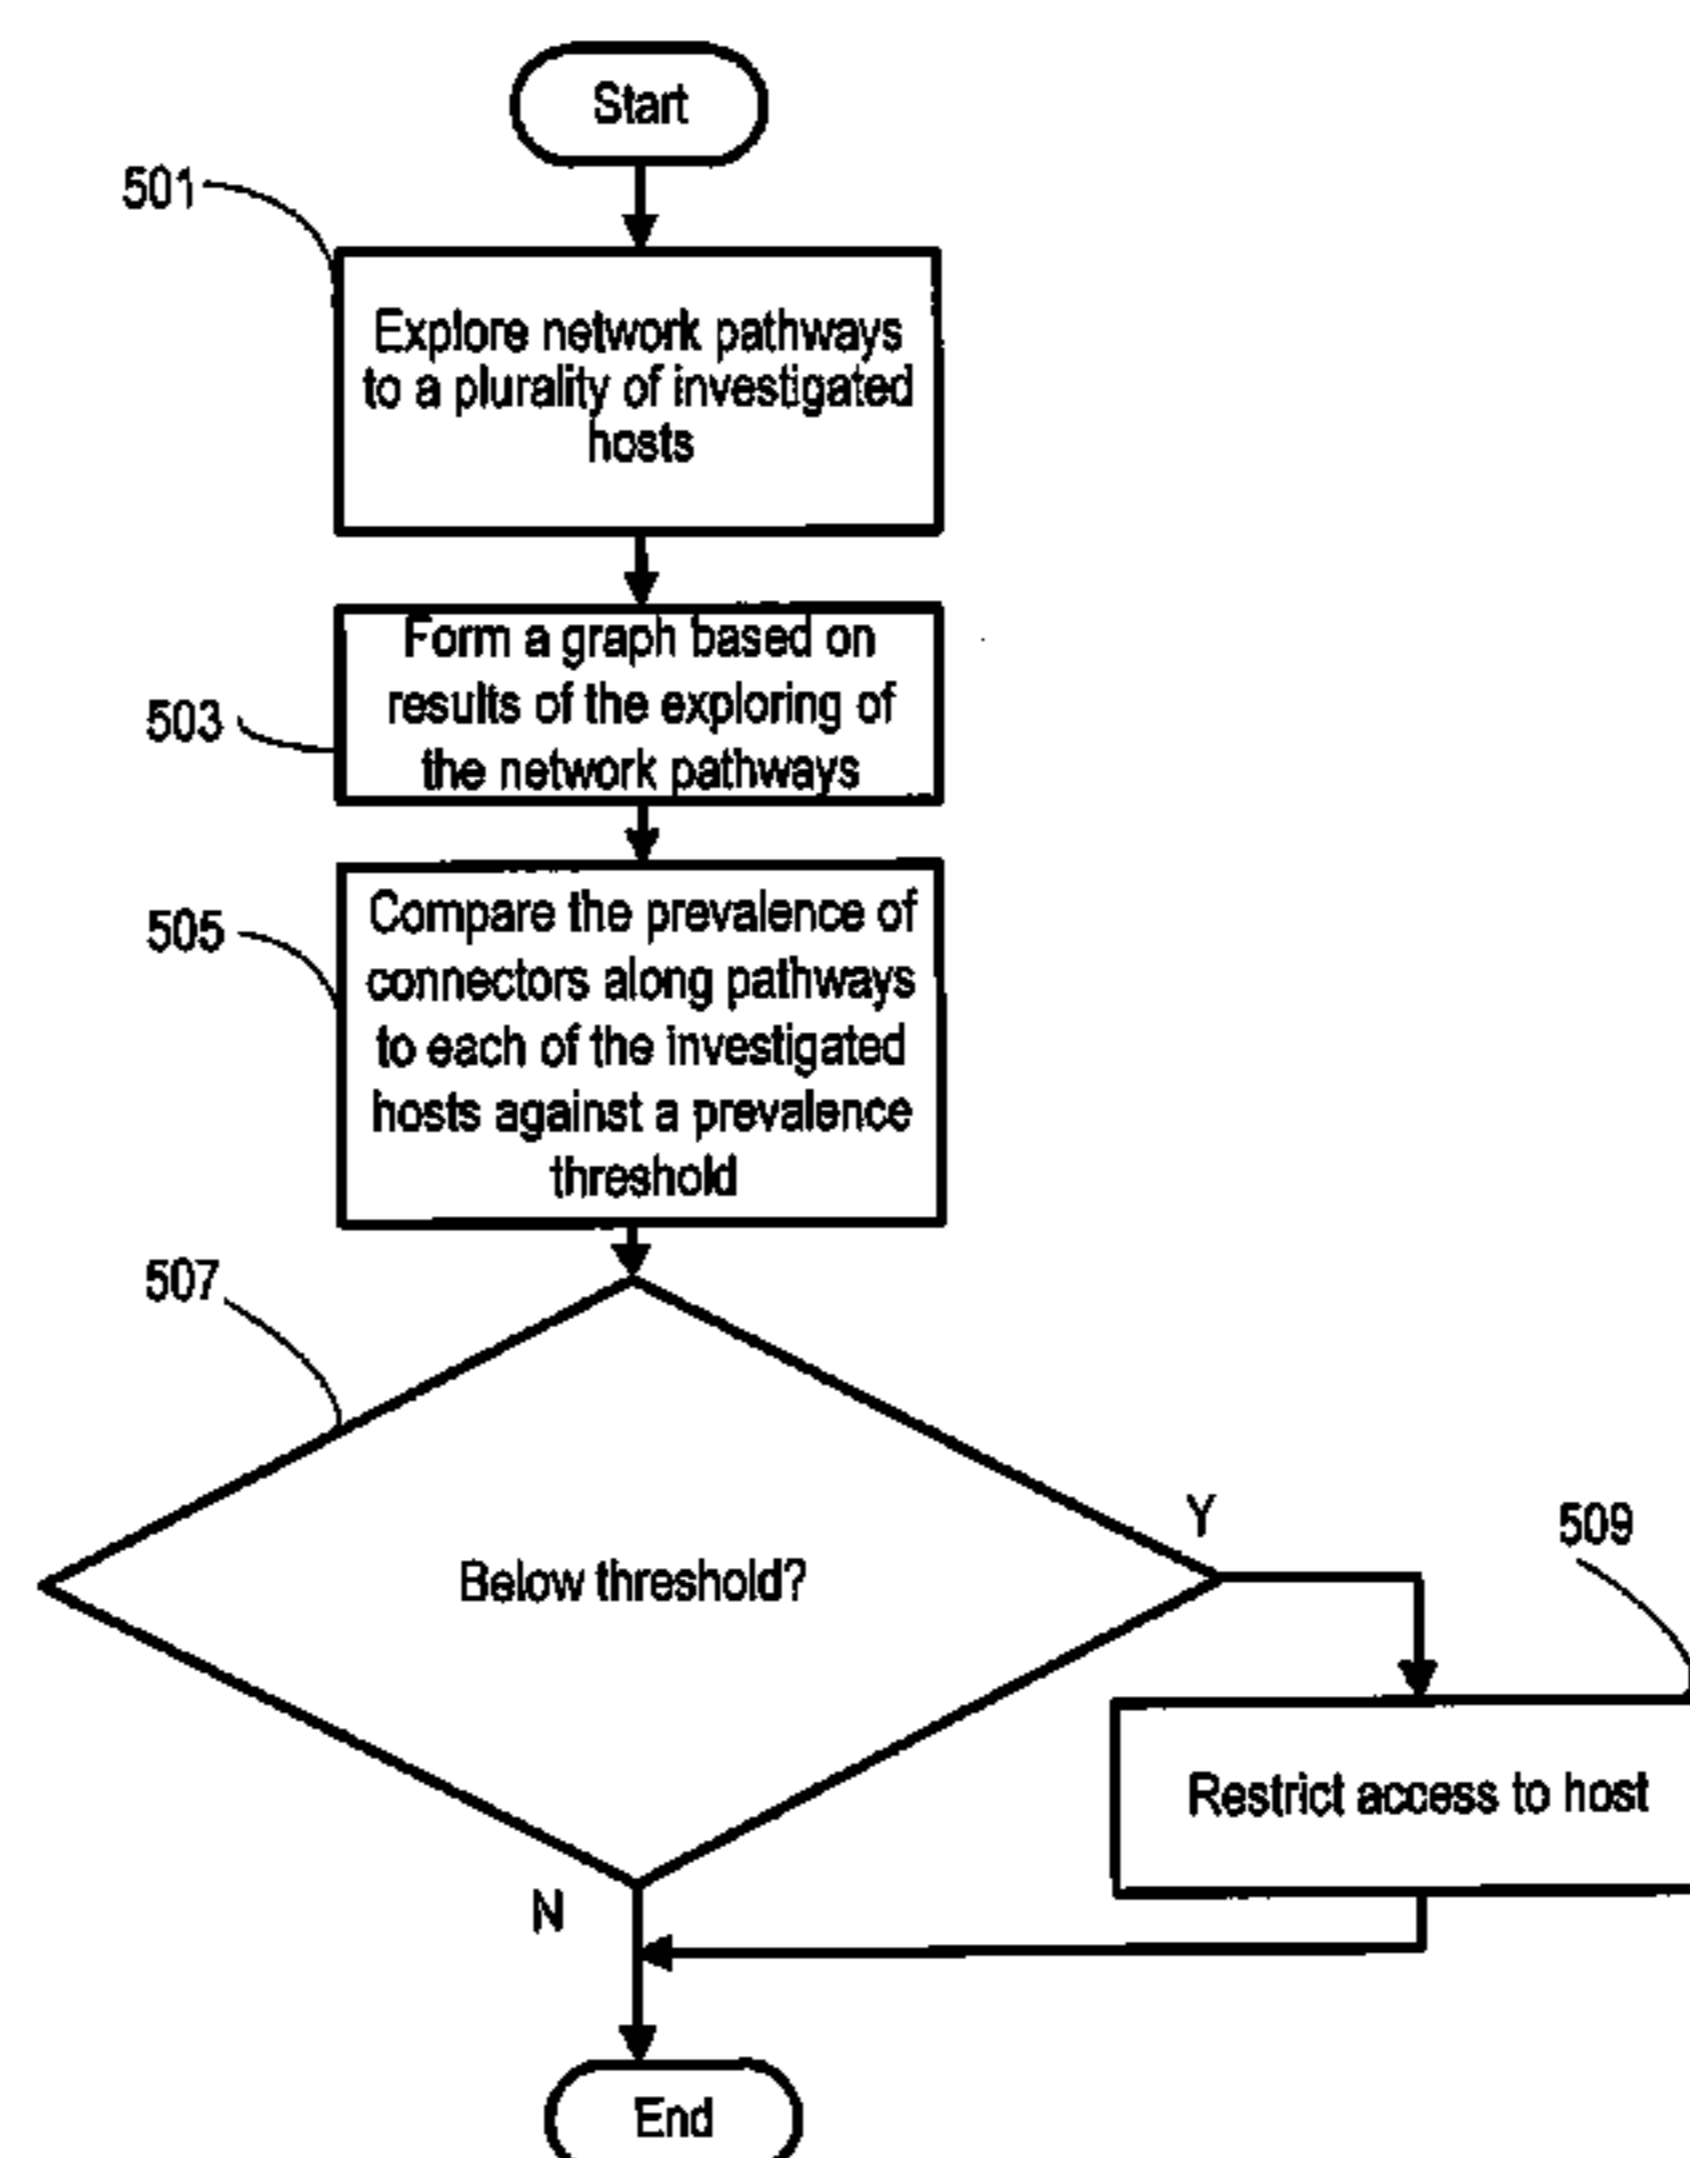 Start
501
Explore network pathways
to a plurality of investigated
hosts
Form a graph based on
results of the exploring of
the network pathways
503
Compare the prevalence of
connectors along pathways
to each of the investigated
hosts against a prevalence
threshold
505
507
Below threshold?
Y
509
Restrict access to host
N
End